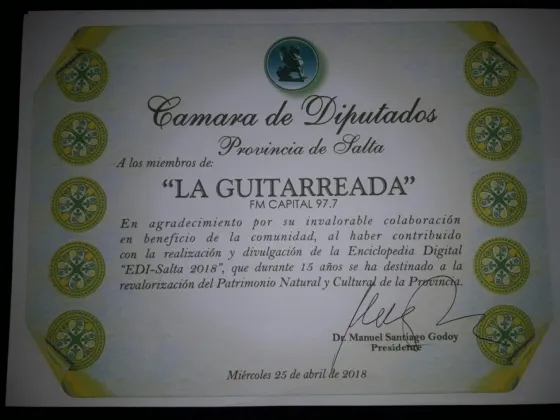 Camara de Diputados
Provincia de Salta
A los miembros de:
"LA GUITARREADA"
FM CAPITAL 97.7
En agradecimiento por su invalorable colaboración
en beneficio de la comunidad, al haber contribuido
con la realización y divulgación de la Enciclopedia Digital
"EDI-Salta 2018", que durante 15 años se ha destinado a la
revalorización del Patrimonio Natural y Cultural de la Provincia.
Dr. Manuel Santiago Godoy
Presidente
Miércoles 25 de abril de 2018